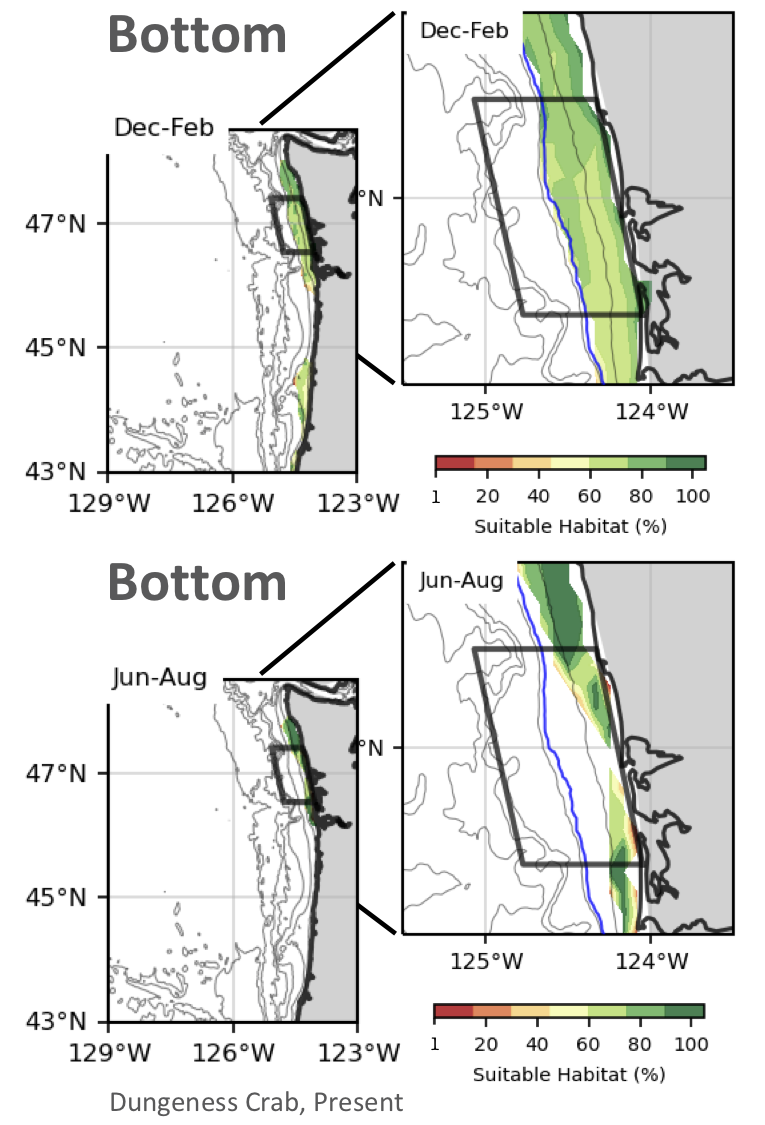 Bottom
Dec-Feb
47°N
45°N
43°N
129°W 126°W 123°W
Dec-Feb
°N
125°W 124°W
1 20 40 60 80 100
Suitable Habitat (%)
Bottom
Jun-Aug
47°N
45°N
43°N
129°W 126°W 123°W
Jun-Aug
°N
125°W 124°W
1 20 40 60 80 100
Suitable Habitat (%)
Dungeness Crab, Present